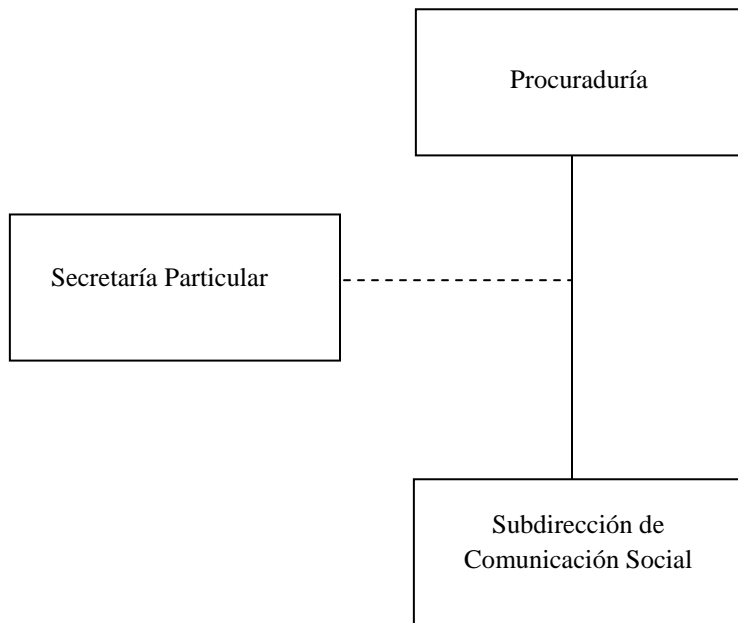 Procuraduría
Secretaría Particular
Subdirección de
Comunicación Social